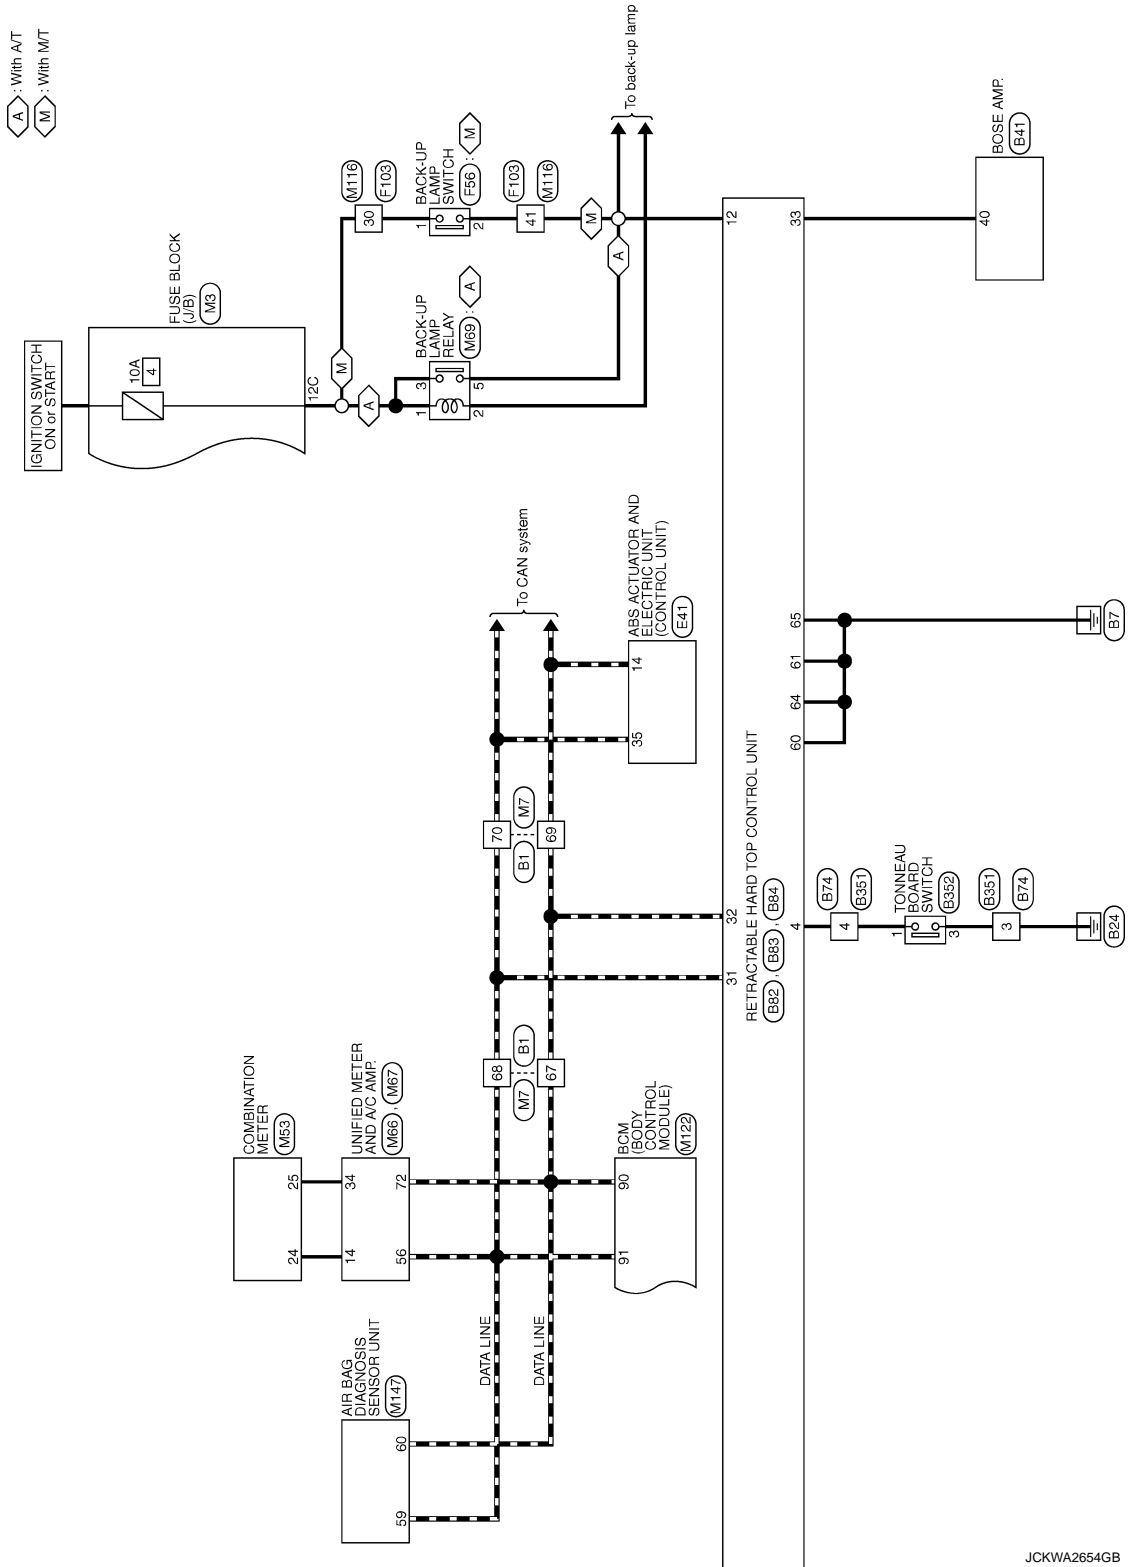 A : With A/T
M : With M/T
IGNITION SWITCH
ON or START
FUSE BLOCK
(J/B)
M3
10A
4
12C
M
A
M116
F103
30
1
BACK-UP
LAMP
SWITCH
F56 : M
2
F103
M116
41
M
A
BACK-UP
LAMP
RELAY
M69 : A
1
3
2
5
To back-up lamp
12
33
BOSE AMP.
B41
40
To CAN system
ABS ACTUATOR AND
ELECTRIC UNIT
(CONTROL UNIT)
E41
35
14
70
69
B1
M7
32
31
RETRACTABLE HARD TOP CONTROL UNIT
B82 , B83 , B84
60
64
61
65
B7
4
B74
B351
4
1
TONNEAU
BOARD
SWITCH
B352
3
B351
B74
3
B24
68
67
M7
B1
COMBINATION
METER
M53
24
25
UNIFIED METER
AND A/C AMP.
M66 , M67
14
34
56
72
BCM
(BODY
CONTROL
MODULE)
M122
91
90
AIR BAG
DIAGNOSIS
SENSOR UNIT
M147
59
60
DATA LINE
DATA LINE
JCKWA2654GB